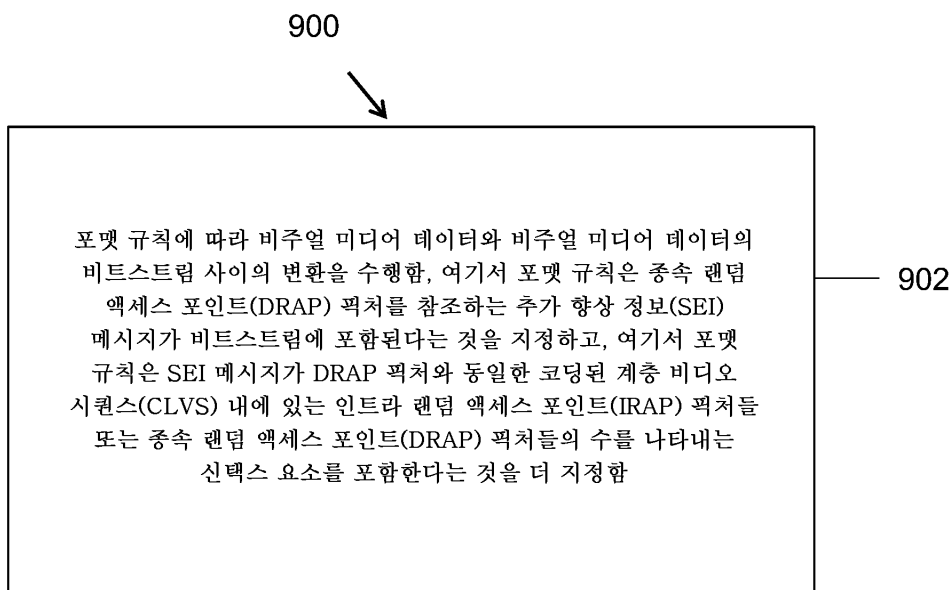 900
포맷 규칙에 따라 비주얼 미디어 데이터와 비주얼 미디어 데이터의
비트스트림 사이의 변환을 수행함, 여기서 포맷 규칙은 종속 랜덤
액세스 포인트(DRAP) 픽처를 참조하는 추가 향상 정보(SEI)
메시지가 비트스트림에 포함된다는 것을 지정하고, 여기서 포맷
규칙은 SEI 메시지가 DRAP 픽처와 동일한 코딩된 계층 비디오
시퀀스(CLVS) 내에 있는 인트라 랜덤 액세스 포인트(IRAP) 픽처들
또는 종속 랜덤 액세스 포인트(DRAP) 픽처들의 수를 나타내는
신택스 요소를 포함한다는 것을 더 지정함
902